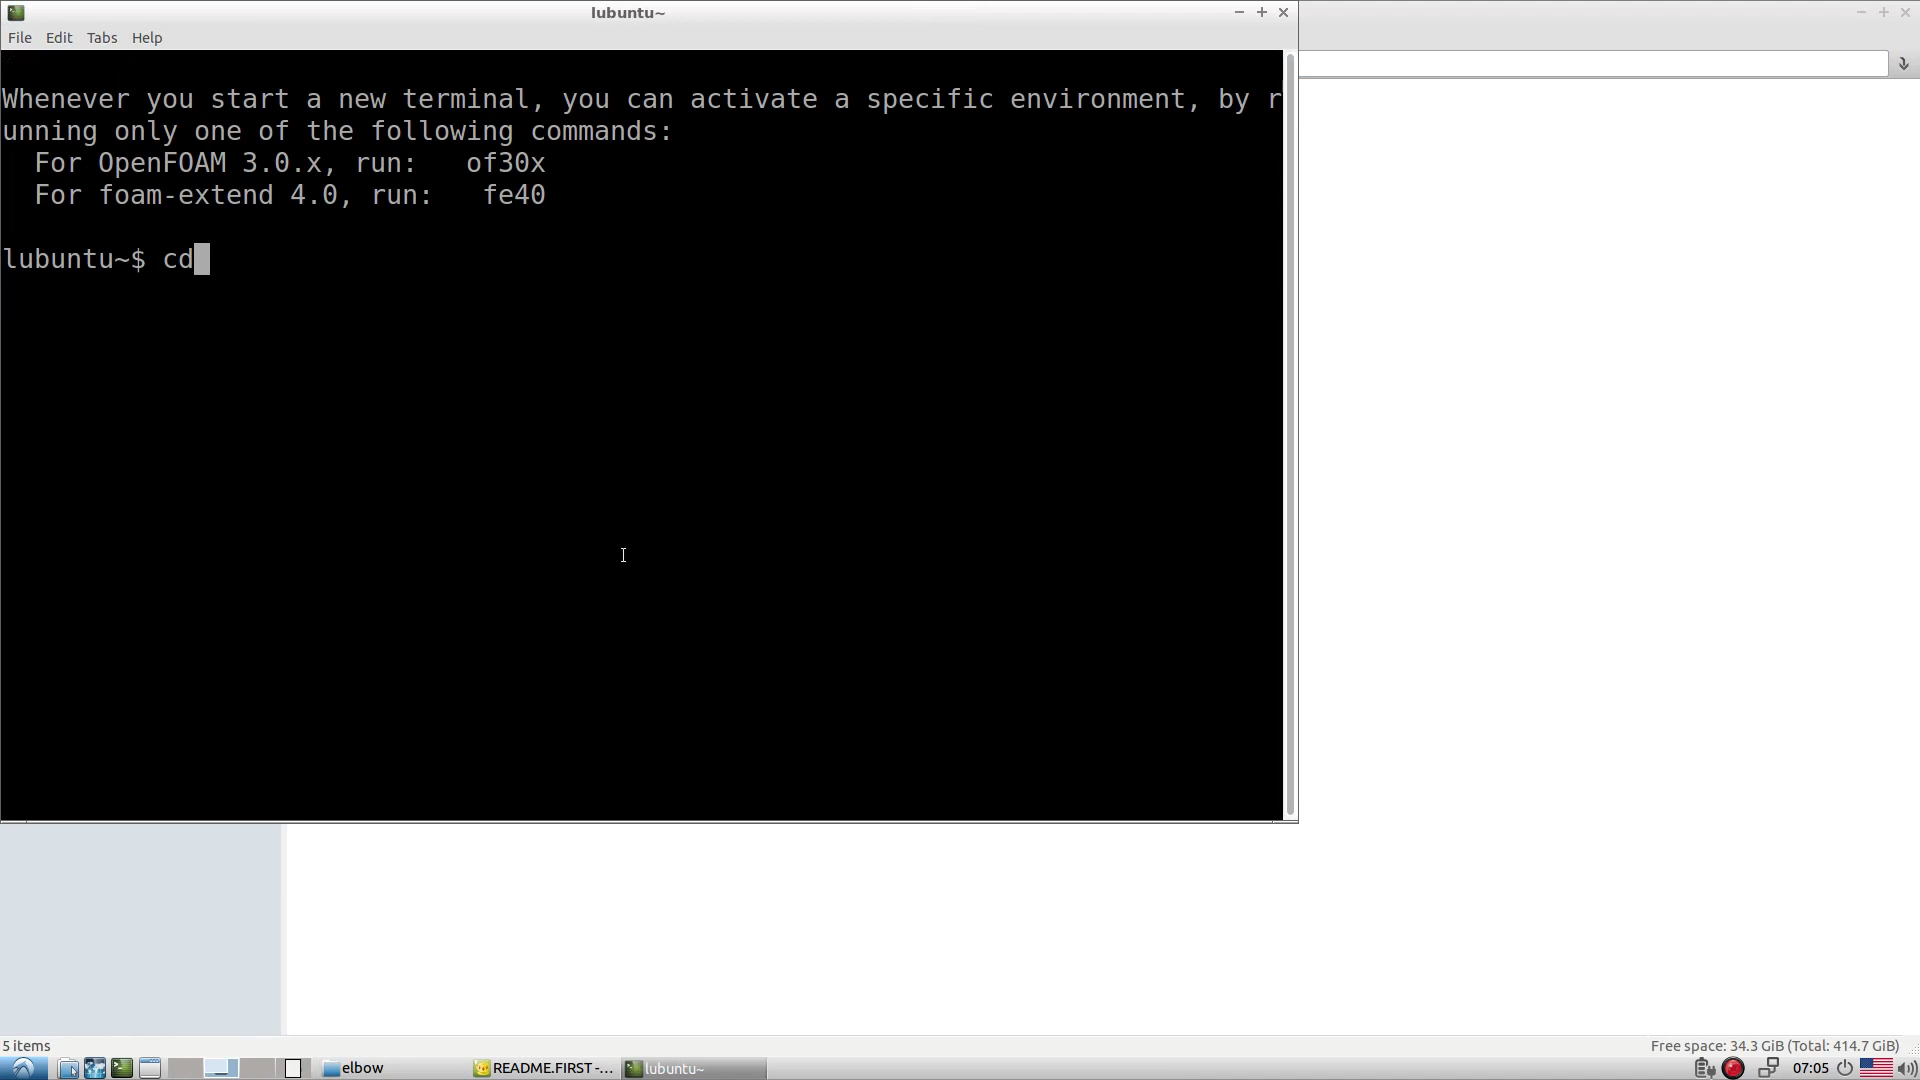 lubuntu~
File Edit Tabs Help
Whenever you start a new terminal, you can activate a specific environment, by r
unning only one of the following commands:
For OpenFOAM 3.0.x, run: of30x
For foam-extend 4.0, run: fe40
lubuntu~$ cd
5 items
Free space: 34.3 GiB (Total: 414.7 GiB)
elbow
README.FIRST -...
lubuntu~
07:05